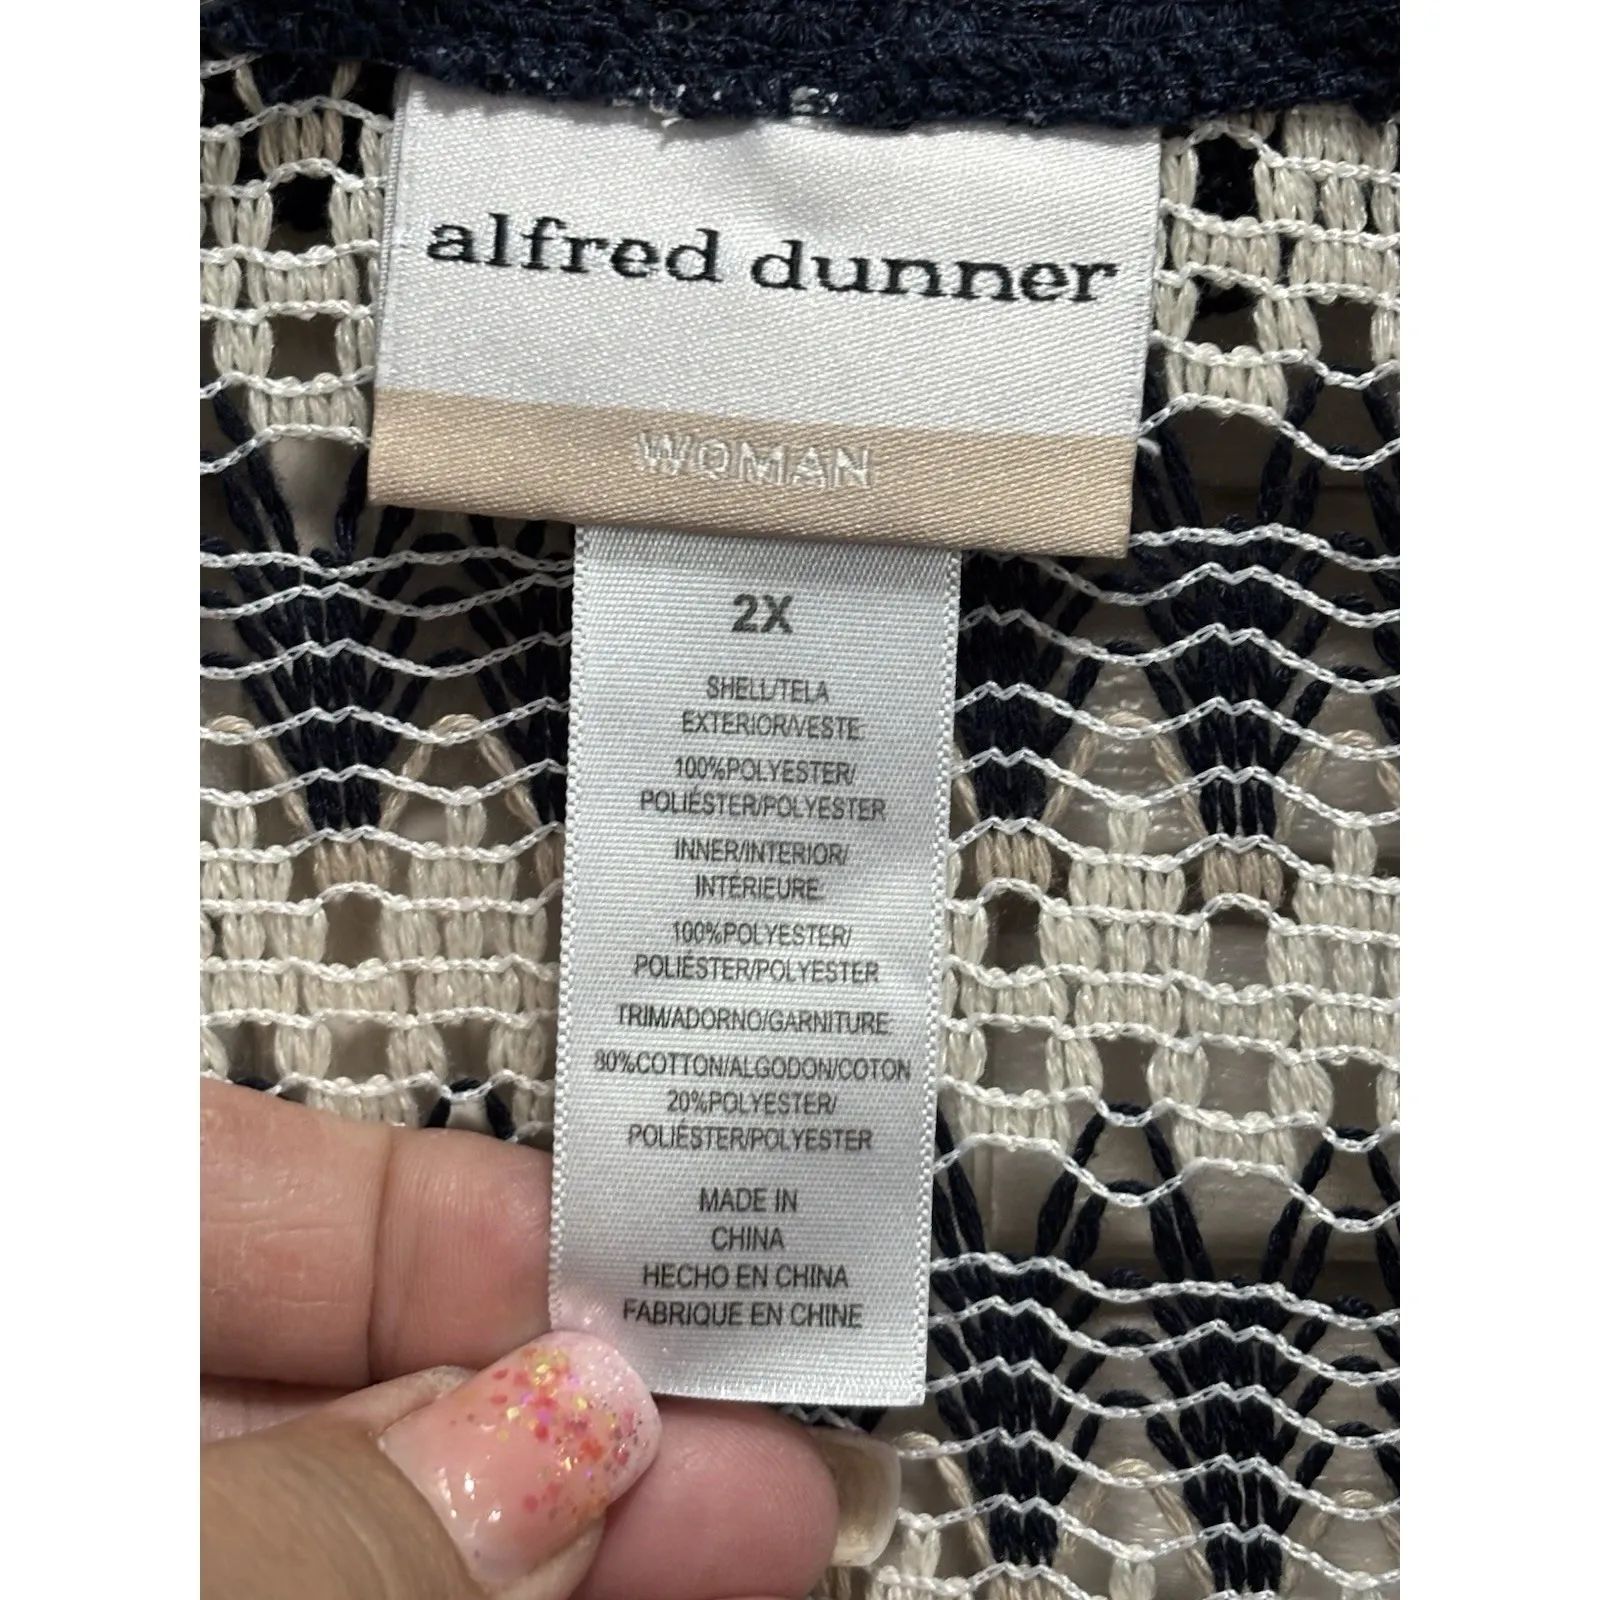 alfred dunner
WOMAN
2X
SHELL/TELA
EXTERIOR/VESTE:
100%POLYESTER/
POLIÉSTER/POLYESTER
INNER/INTERIOR/
INTÉRIEURE:
100%POLYESTER/
POLIÉSTER/POLYESTER
TRIM/ADORNO/GARNITURE
80%COTTON/ALGODON/COTON
20%POLYESTER/
POLIÉSTER/POLYESTER
MADE IN
CHINA
HECHO EN CHINA
FABRIQUE EN CHINE